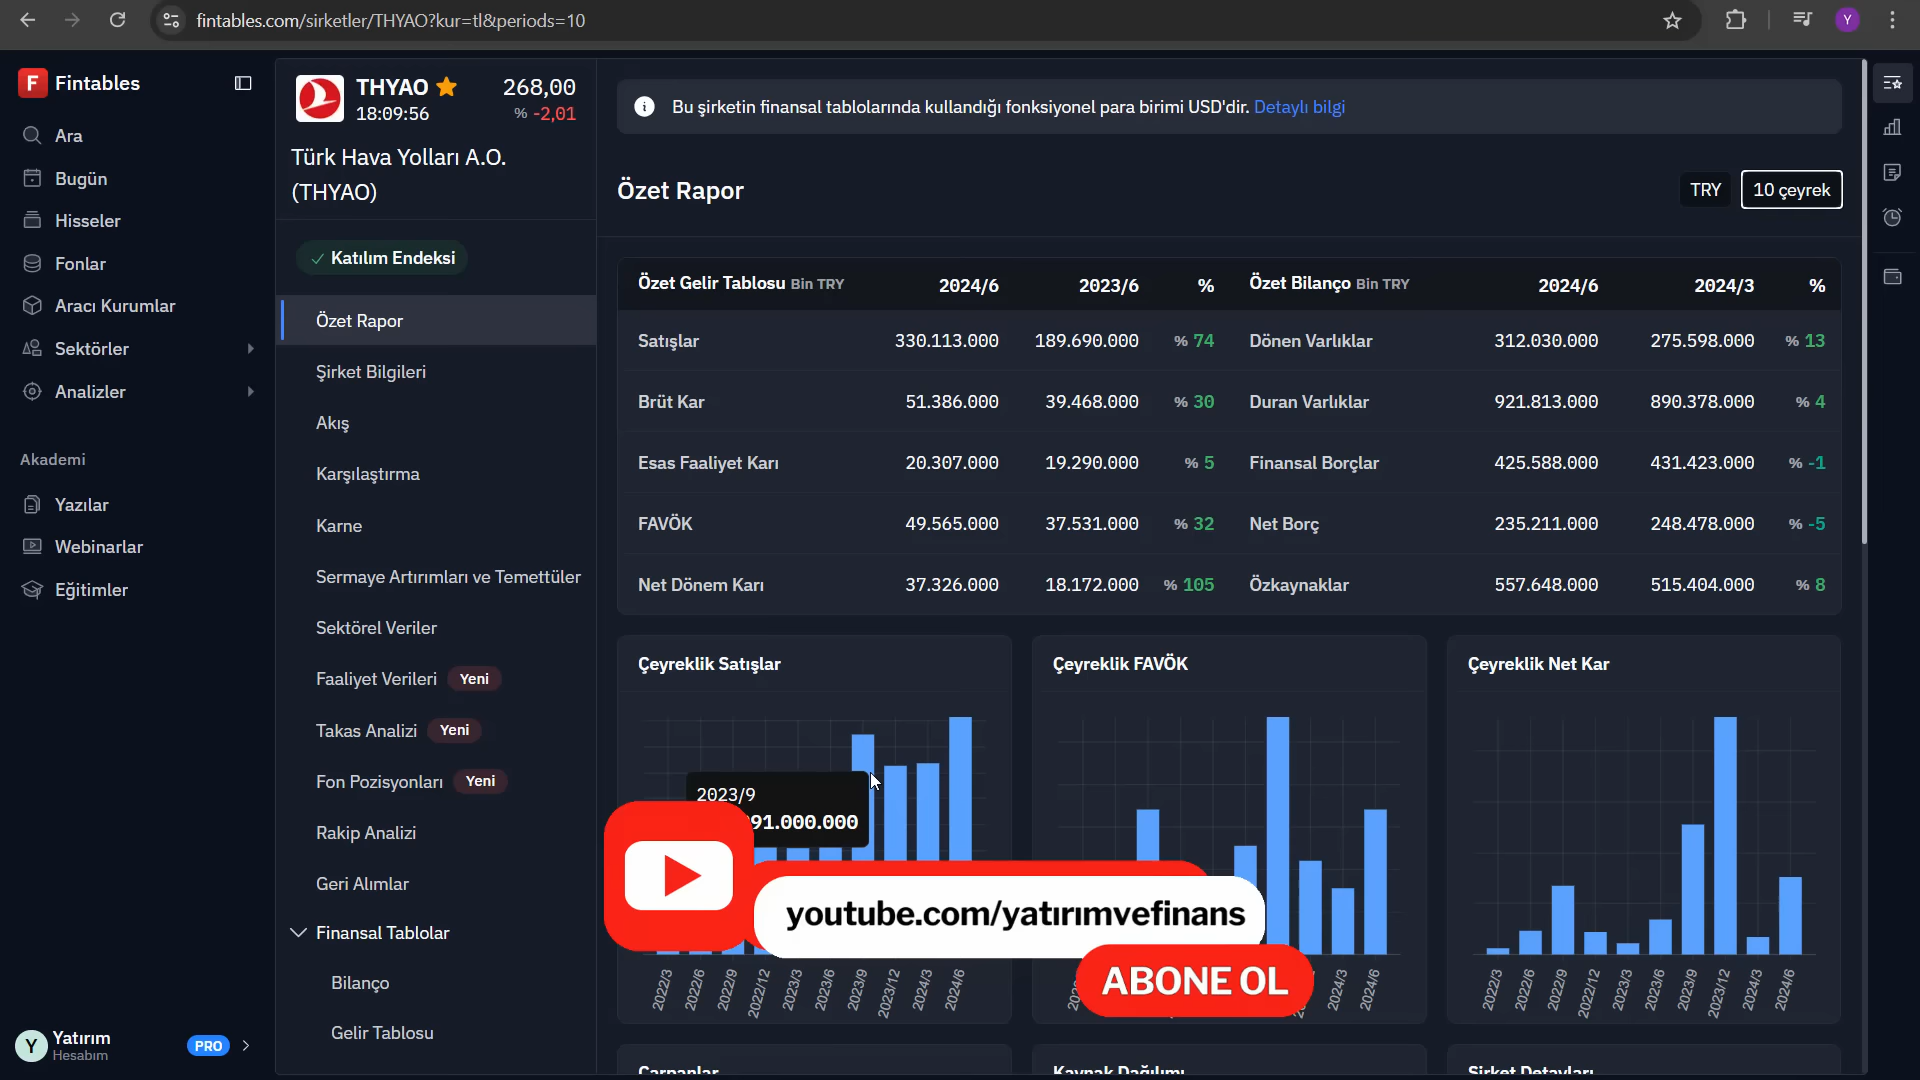 fintables.com/sirketler/THYAO?kur=tl&periods=10
Y
F Fintables
Ara
Bugün
Hisseler
Fonlar
Aracı Kurumlar
Sektörler
Analizler
Akademi
Yazılar
Webinarlar
Eğitimler
Y Yatırım
Hesabım
PRO
THYAO 268,00
18:09:56 % -2,01
Türk Hava Yolları A.O.
(THYAO)
Katılım Endeksi
Özet Rapor
Şirket Bilgileri
Akış
Karşılaştırma
Karne
Sermaye Artırımları ve Temettüler
Sektörel Veriler
Faaliyet Verileri Yeni
Takas Analizi Yeni
Fon Pozisyonları Yeni
Rakip Analizi
Geri Alımlar
Finansal Tablolar
Bilanço
Gelir Tablosu
Bu şirketin finansal tablolarında kullandığı fonksiyonel para birimi USD'dir. Detaylı bilgi
Özet Rapor
TRY 10 çeyrek
Özet Gelir Tablosu Bin TRY 2024/6 2023/6 % Özet Bilanço Bin TRY 2024/6 2024/3 %
Satışlar 330.113.000 189.690.000 % 74 Dönen Varlıklar 312.030.000 275.598.000 % 13
Brüt Kar 51.386.000 39.468.000 % 30 Duran Varlıklar 921.813.000 890.378.000 % 4
Esas Faaliyet Karı 20.307.000 19.290.000 % 5 Finansal Borçlar 425.588.000 431.423.000 % -1
FAVÖK 49.565.000 37.531.000 % 32 Net Borç 235.211.000 248.478.000 % -5
Net Dönem Karı 37.326.000 18.172.000 % 105 Özkaynaklar 557.648.000 515.404.000 % 8
Çeyreklik Satışlar
2023/9
91.000.000
2022/3 2022/6 2022/9 2022/12 2023/3 2023/6 2023/9 2023/12 2024/3 2024/6
Çeyreklik FAVÖK
2024/3 2024/6
Çeyreklik Net Kar
2022/3 2022/6 2022/9 2022/12 2023/3 2023/6 2023/9 2023/12 2024/3 2024/6
youtube.com/yatırımvefinans
ABONE OL
Çarpanlar
Kaynak Dağılımı
Şirket Detayları